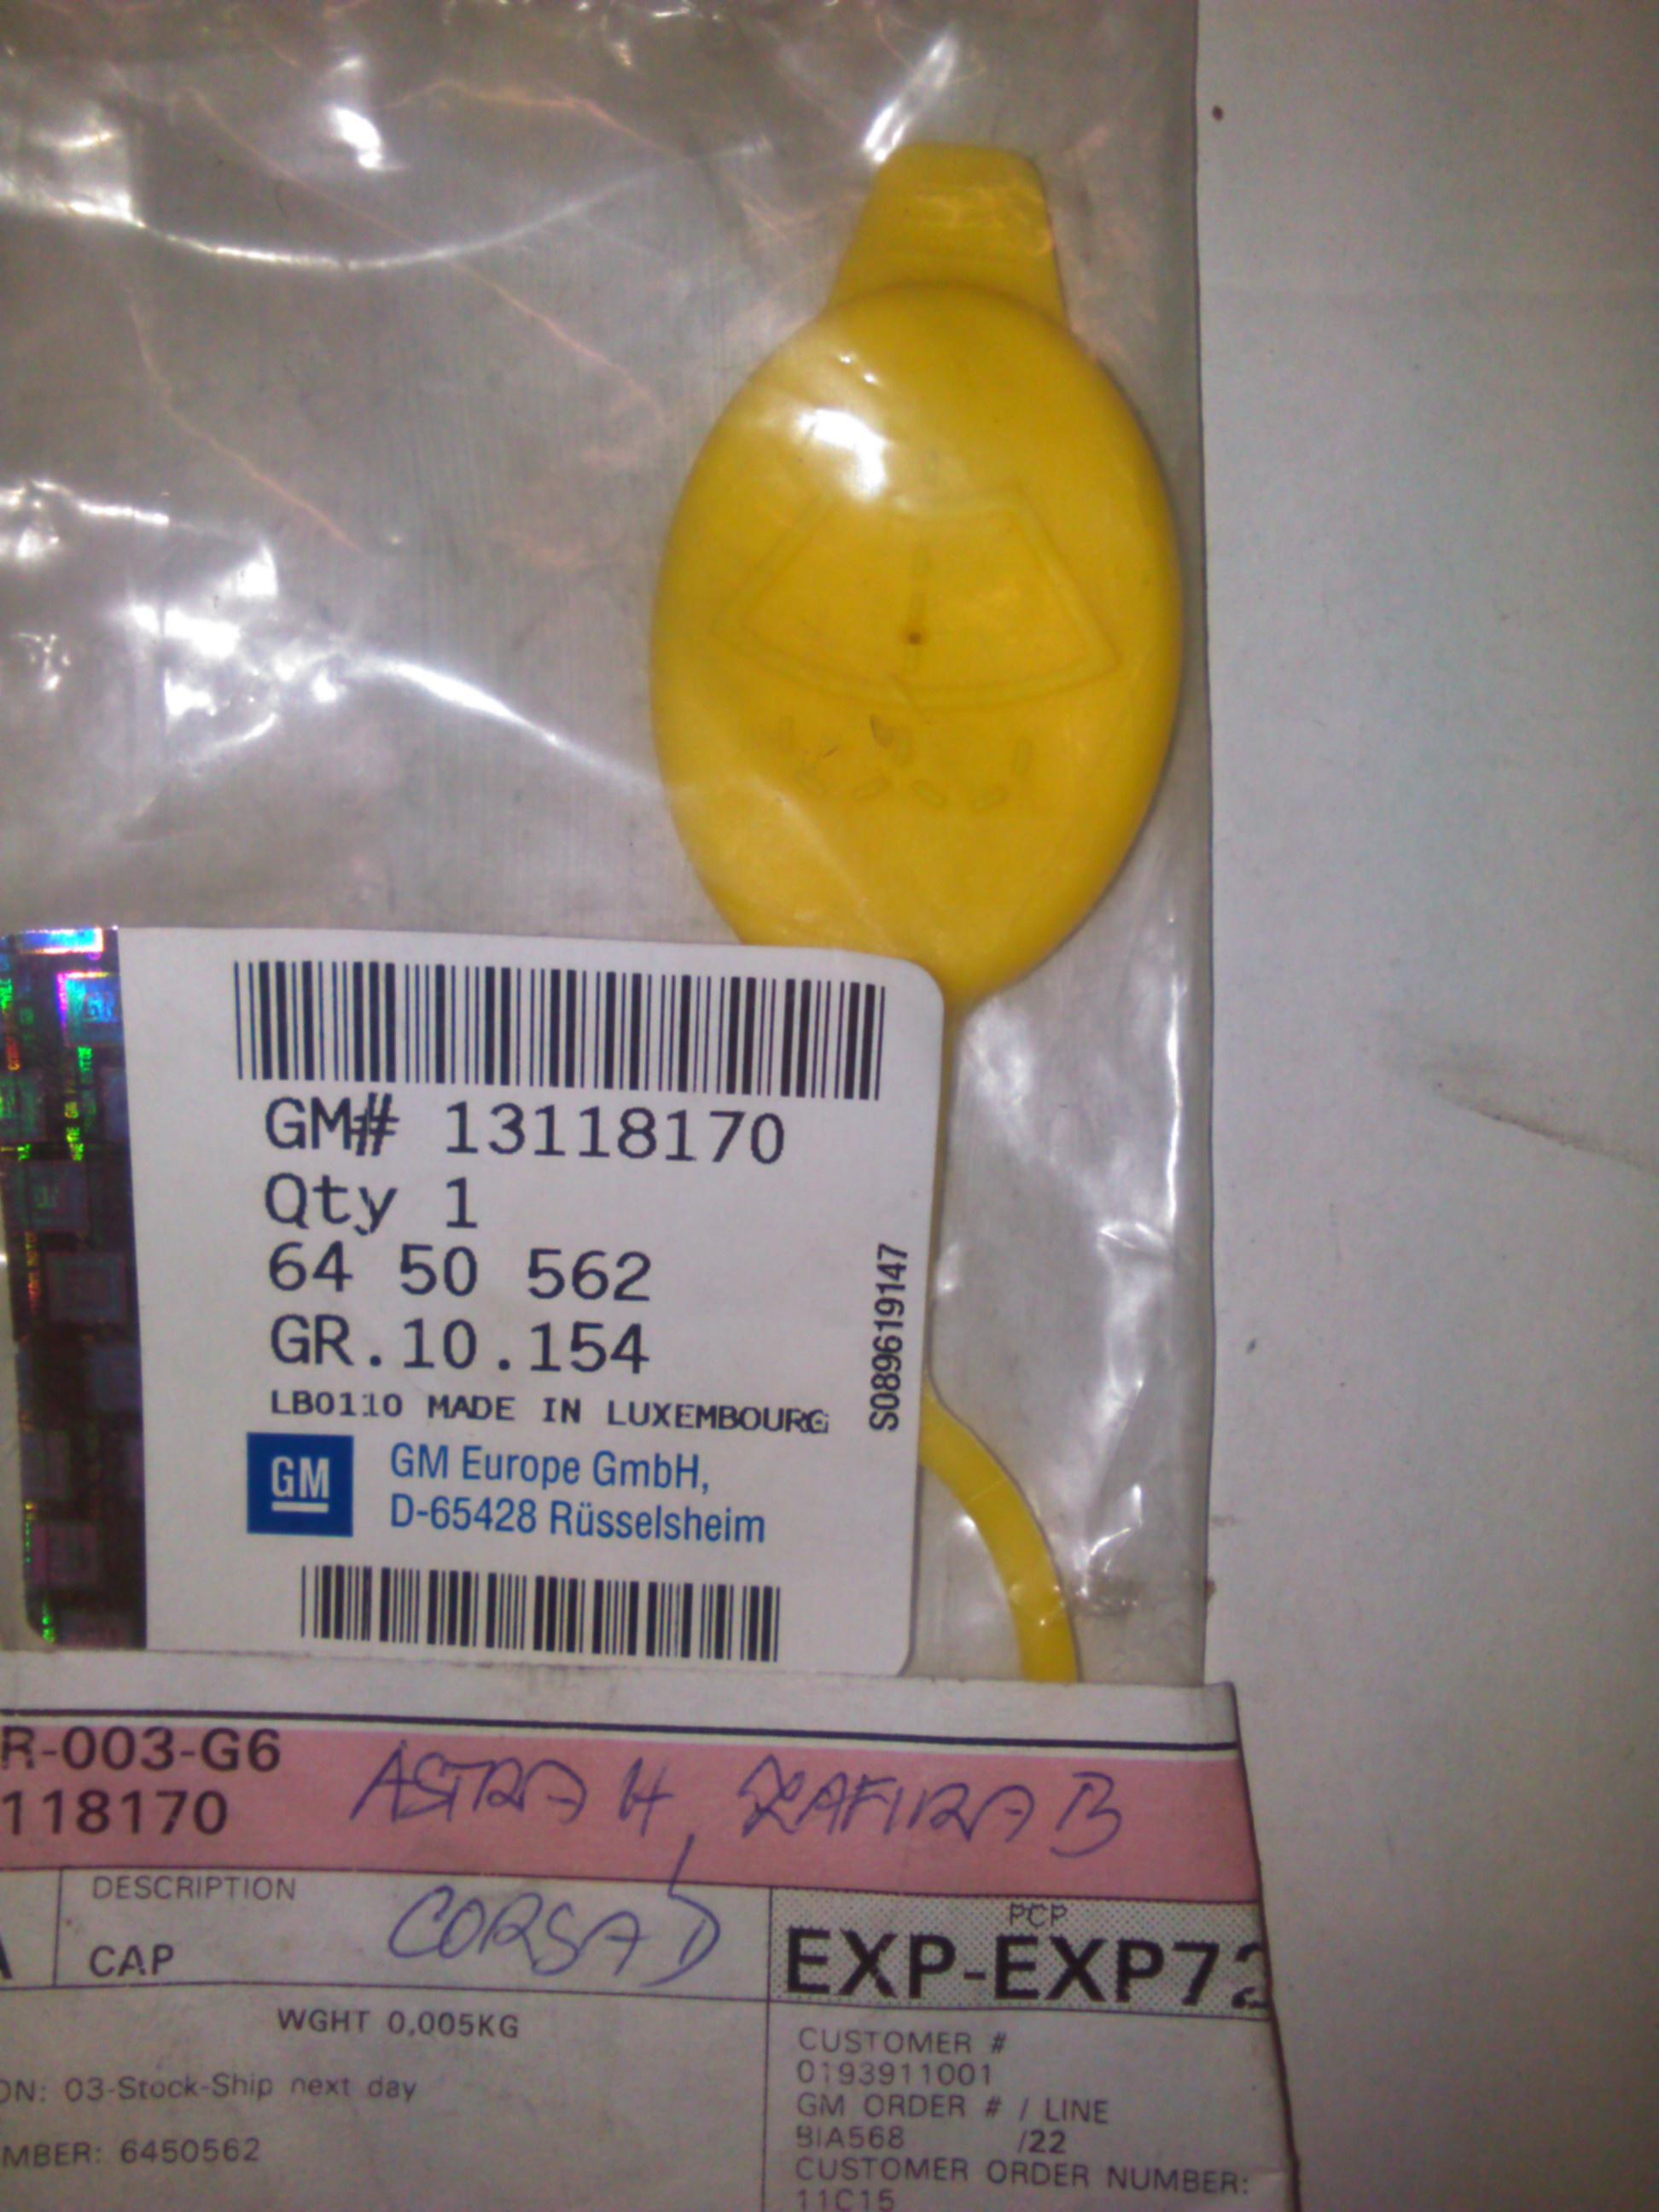 GM# 13118170
Qty 1
64 50 562
GR.10.154
LB0110 MADE IN LUXEMBOURG
S089619147
GM
GM Europe GmbH,
D-65428 Rüsselsheim
R-003-G6
118170
ASTRA H, ZAFIRA B
CORSA D
DESCRIPTION
CAP
PCP
EXP-EXP72
WGHT 0,005KG
CUSTOMER #
0193911001
ON: 03-Stock-Ship next day
GM ORDER # / LINE
BIA568 /22
MBER: 6450562
CUSTOMER ORDER NUMBER:
11C15